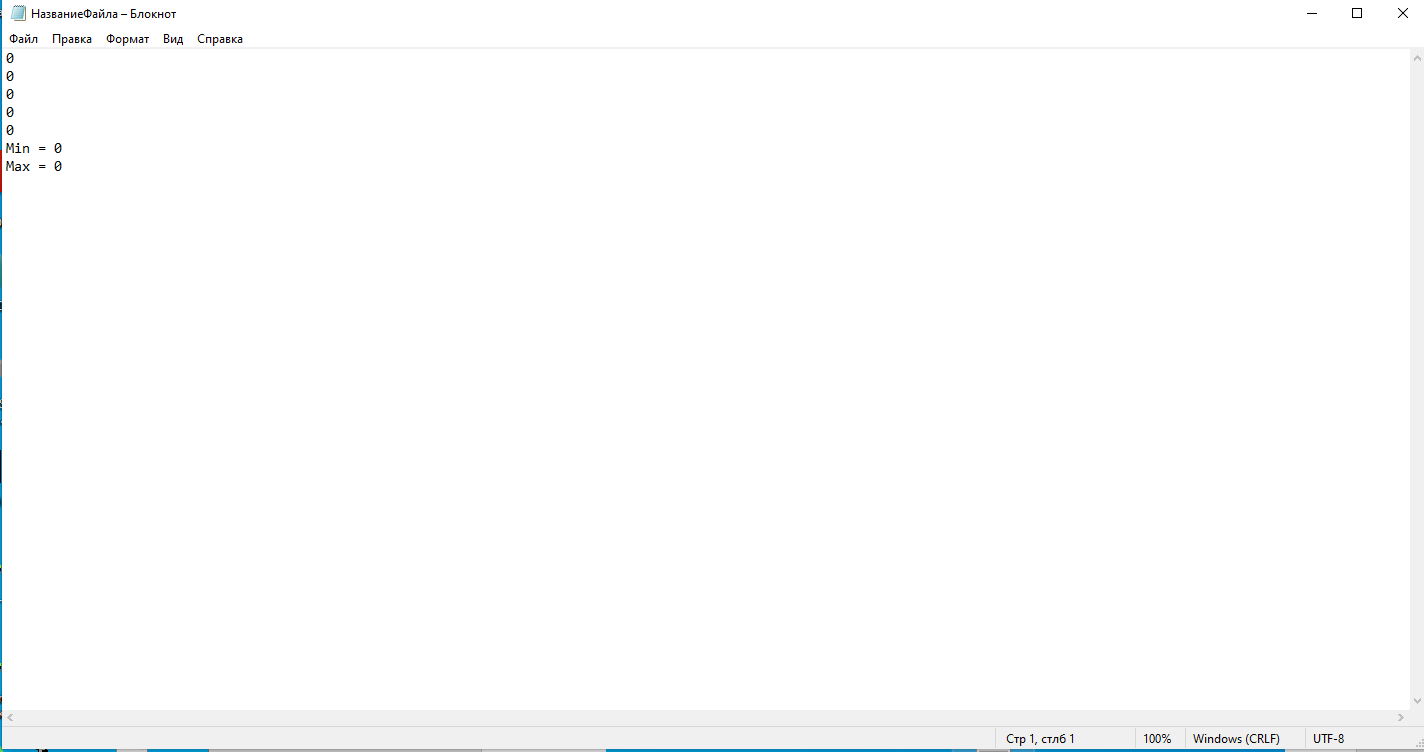 НазваниеФайла – Блокнот
Файл Правка Формат Вид Справка
0
0
0
0
0
Min = 0
Max = 0
Стр 1, стлб 1 100% Windows (CRLF) UTF-8